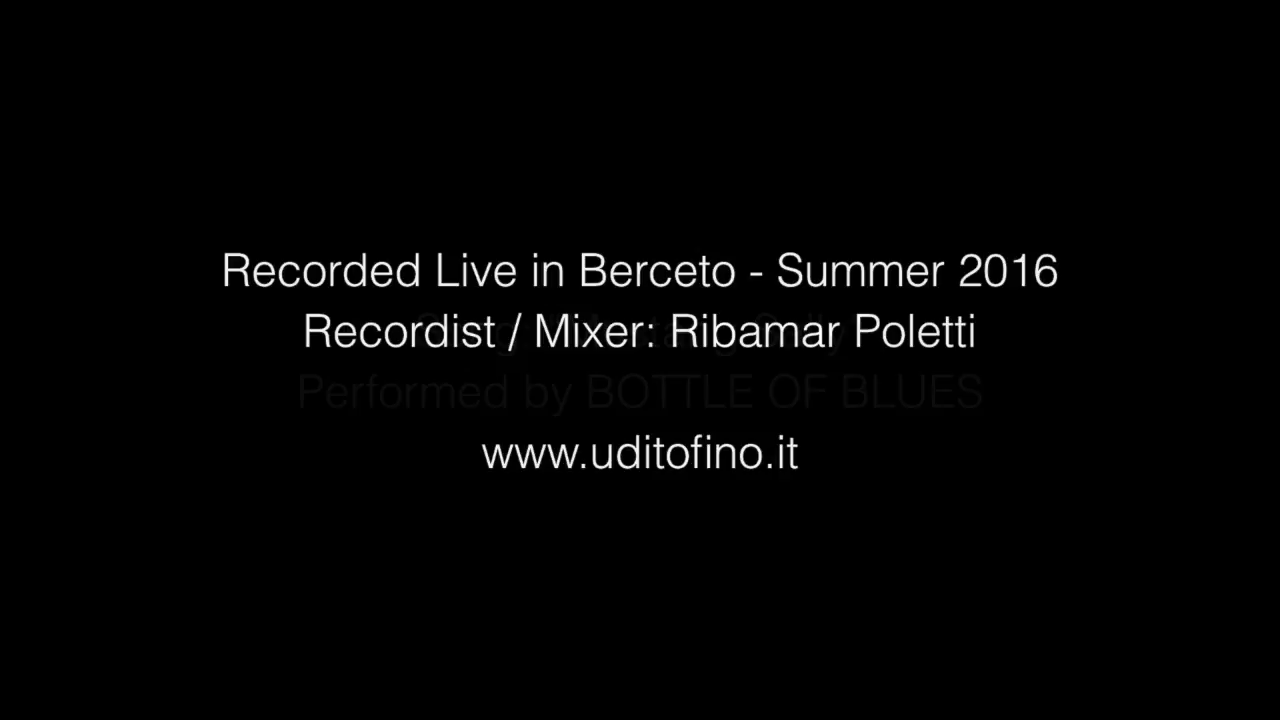 Recorded Live in Berceto - Summer 2016
Recordist / Mixer: Ribamar Poletti
Performed by BOTTLE OF BLUES
www.uditofino.it